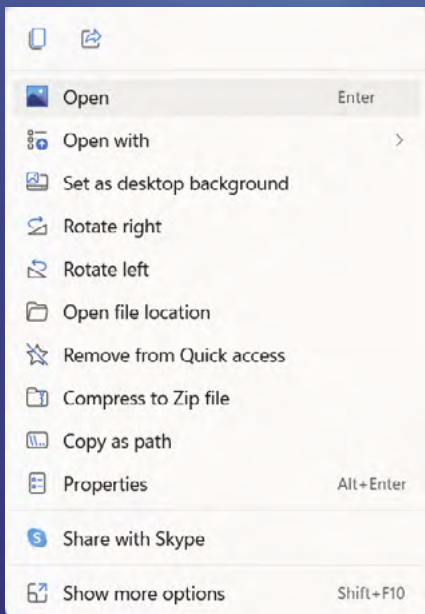 Open Enter
Open with
Set as desktop background
Rotate right
Rotate left
Open file location
Remove from Quick access
Compress to Zip file
Copy as path
Properties Alt+Enter
Share with Skype
Show more options Shift+F10